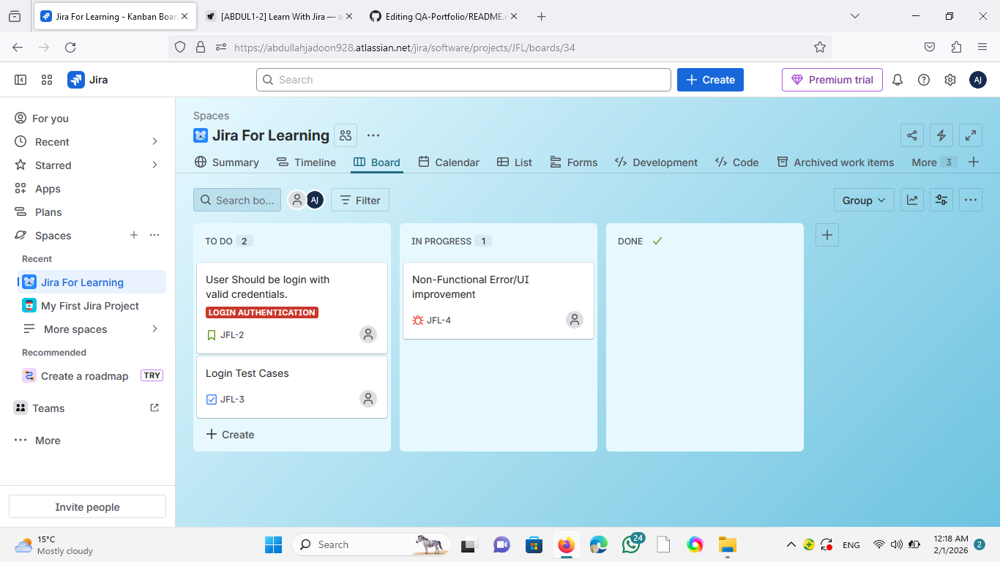 Jira For Learning - Kanban Boar
[ABDUL1-2] Learn With Jira — a
Editing QA-Portfolio/README.m
https://abdullahjadoon928.atlassian.net/jira/software/projects/JFL/boards/34
Jira
Search
Create
Premium trial
AJ
For you
Recent
Starred
Apps
Plans
Spaces
Recent
Jira For Learning
My First Jira Project
More spaces
Recommended
Create a roadmap
TRY
Teams
More
Invite people
Spaces
Jira For Learning
Summary
Timeline
Board
Calendar
List
Forms
Development
Code
Archived work items
More 3
Search bo...
AJ
Filter
Group
TO DO 2
User Should be login with
valid credentials.
LOGIN AUTHENTICATION
JFL-2
Login Test Cases
JFL-3
Create
IN PROGRESS 1
Non-Functional Error/UI
improvement
JFL-4
DONE
15°C
Mostly cloudy
Search
24
ENG
12:18 AM
2/1/2026
2